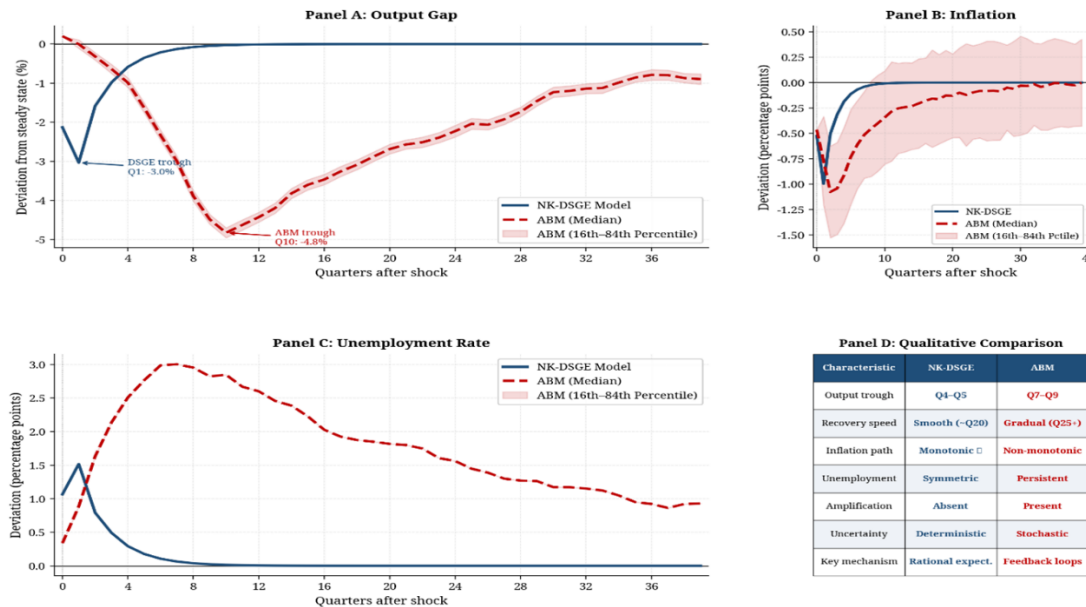 Panel A: Output Gap
Deviation from steady state (%)
0
-1
-2
-3
-4
-5
DSGE trough
Q1: -3.0%
ABM trough
Q10: -4.8%
NK-DSGE Model
ABM (Median)
ABM (16th–84th Percentile)
0 4 8 12 16 20 24 28 32 36
Quarters after shock
Panel B: Inflation
Deviation (percentage points)
0.50
0.25
0.00
-0.25
-0.50
-0.75
-1.00
-1.25
-1.50
NK-DSGE
ABM (Median)
ABM (16th–84th Pctile)
0 10 20 30 4
Quarters after shock
Panel C: Unemployment Rate
Deviation (percentage points)
3.0
2.5
2.0
1.5
1.0
0.5
0.0
NK-DSGE Model
ABM (Median)
ABM (16th–84th Percentile)
0 4 8 12 16 20 24 28 32 36
Quarters after shock
Panel D: Qualitative Comparison
Characteristic NK-DSGE ABM
Output trough Q4–Q5 Q7–Q9
Recovery speed Smooth (~Q20) Gradual (Q25+)
Inflation path Monotonic Non-monotonic
Unemployment Symmetric Persistent
Amplification Absent Present
Uncertainty Deterministic Stochastic
Key mechanism Rational expect. Feedback loops